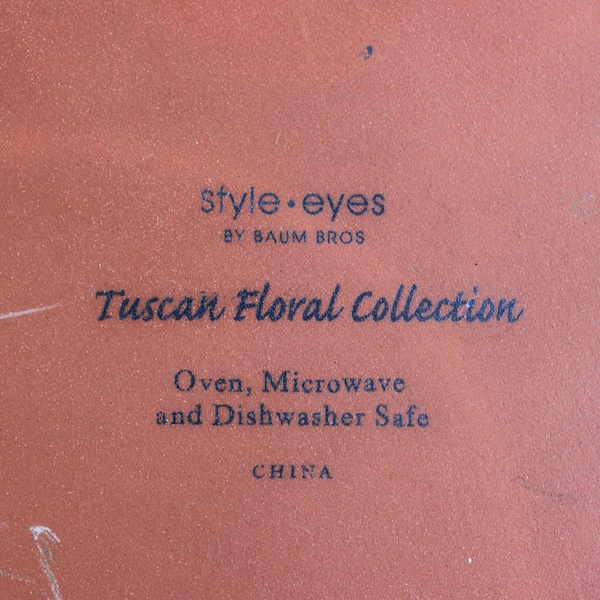 style•eyes
BY BAUM BROS
Tuscan Floral Collection
Oven, Microwave
and Dishwasher Safe
CHINA